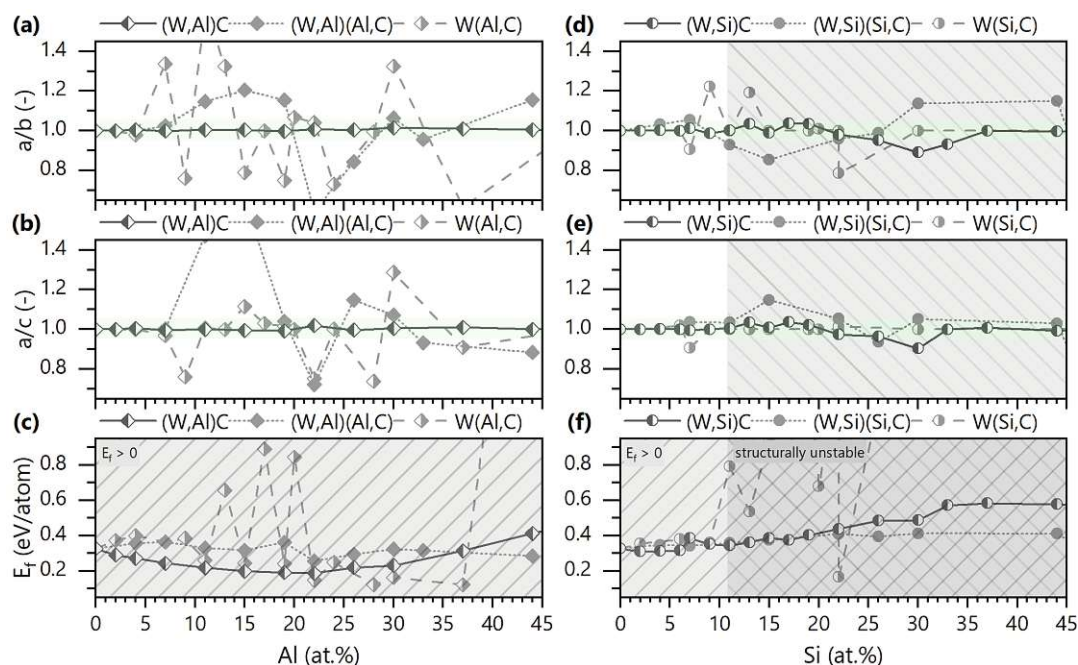 (a) (W,Al)C (W,Al)(Al,C) W(Al,C)
1.4
1.2
1.0
0.8
a/b (-)
(b) (W,Al)C (W,Al)(Al,C) W(Al,C)
1.4
1.2
1.0
0.8
a/c (-)
(c) (W,Al)C (W,Al)(Al,C) W(Al,C)
E_f > 0
0.8
0.6
0.4
0.2
E_f (eV/atom)
0 5 10 15 20 25 30 35 40 45
Al (at.%)
(d) (W,Si)C (W,Si)(Si,C) W(Si,C)
1.4
1.2
1.0
0.8
(e) (W,Si)C (W,Si)(Si,C) W(Si,C)
1.4
1.2
1.0
0.8
(f) (W,Si)C (W,Si)(Si,C) W(Si,C)
E_f > 0 structurally unstable
0.8
0.6
0.4
0.2
0 5 10 15 20 25 30 35 40 45
Si (at.%)